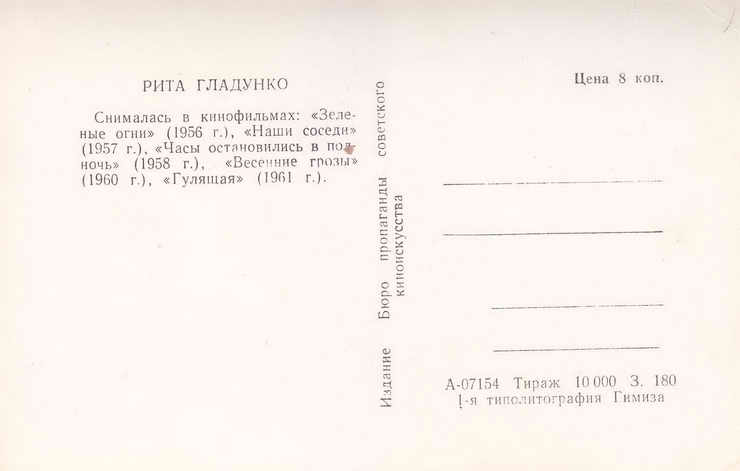 РИТА ГЛАДУНКО
Снималась в кинофильмах: «Зеле-
ные огни» (1956 г.), «Наши соседи»
(1957 г.), «Часы остановились в пол-
ночь» (1958 г.), «Весенние грозы»
(1960 г.), «Гулящая» (1961 г.).
Издание Бюро пропаганды советского
киноискусства
Цена 8 коп.
А-07154 Тираж 10 000 З. 180
1-я типолитография Гимиза